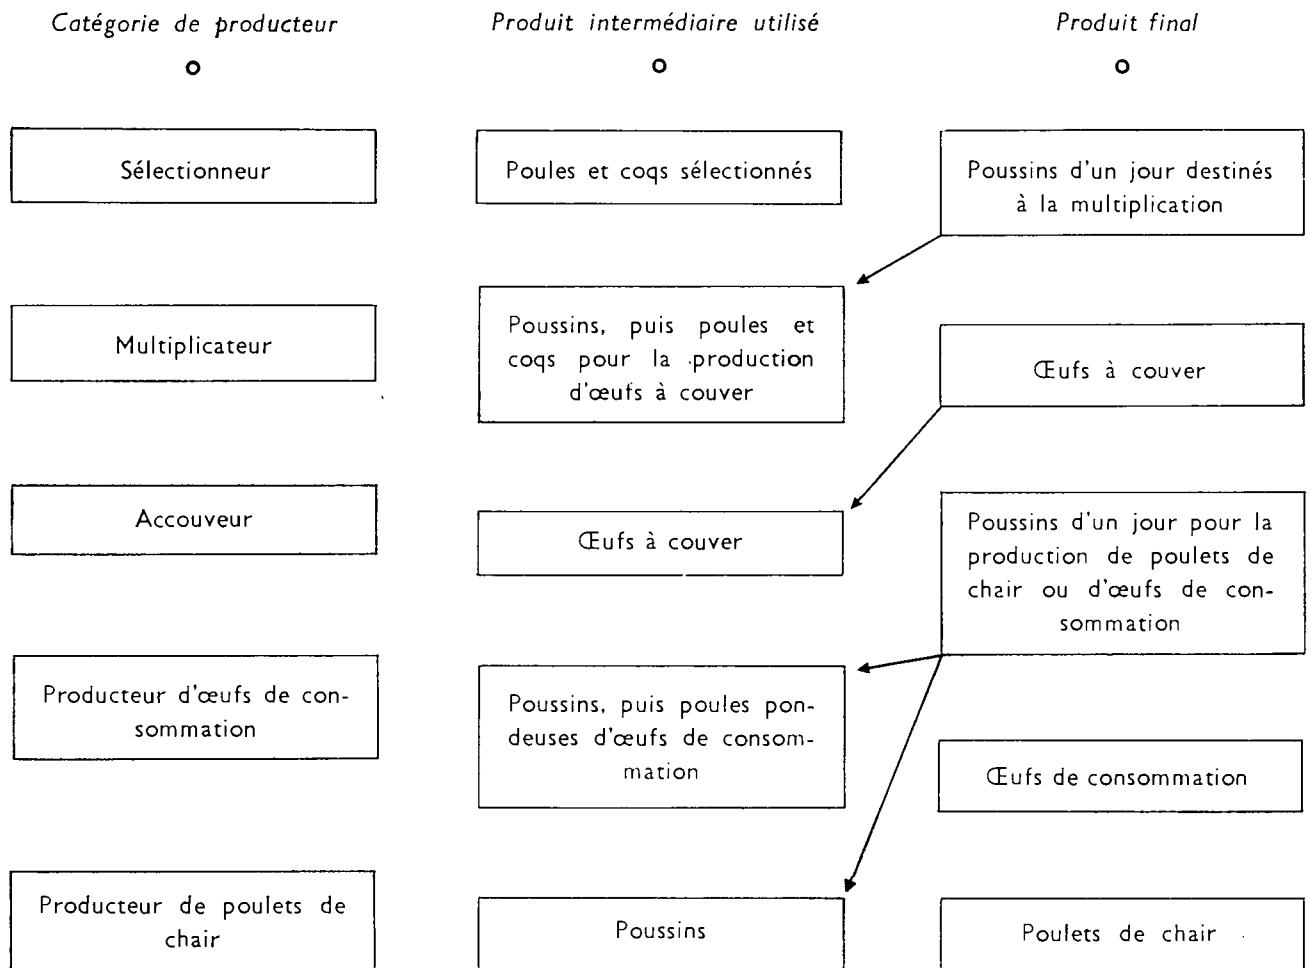 Catégorie de producteur
Produit intermédiaire utilisé
Produit final
Sélectionneur
Poules et coqs sélectionnés
Poussins d'un jour destinés
à la multiplication
Multiplicateur
Poussins, puis poules et
coqs pour la production
d'œufs à couver
Œufs à couver
Accouveur
Œufs à couver
Poussins d'un jour pour la
production de poulets de
chair ou d'œufs de con-
sommation
Producteur d'œufs de con-
sommation
Poussins, puis poules pon-
deuses d'œufs de consom-
mation
Œufs de consommation
Producteur de poulets de
chair
Poussins
Poulets de chair